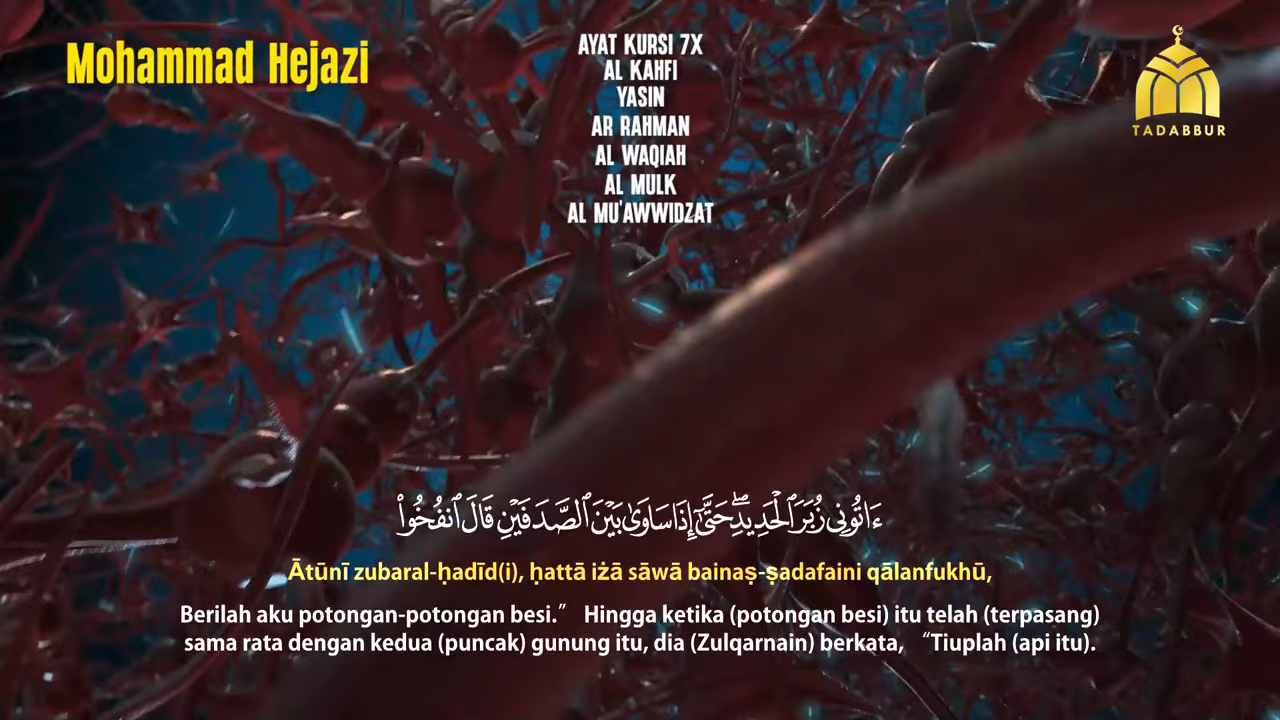 Mohammad Hejazi
AYAT KURSI 7X
AL KAHFI
YASIN
AR RAHMAN
AL WAQIAH
AL MULK
AL MU'AWWIDZAT
TADABBUR
ءَاتُونِى زُبَرَ ٱلْحَدِيدِۖ حَتَّىٰٓ إِذَا سَاوَىٰ بَيْنَ ٱلصَّدَفَيْنِ قَالَ ٱنفُخُوا۟
Ātūnī zubaral-ḥadīd(i), ḥattā iżā sāwā bainaṣ-ṣadafaini qālanfukhū,
Berilah aku potongan-potongan besi.” Hingga ketika (potongan besi) itu telah (terpasang)
sama rata dengan kedua (puncak) gunung itu, dia (Zulqarnain) berkata, “Tiuplah (api itu).